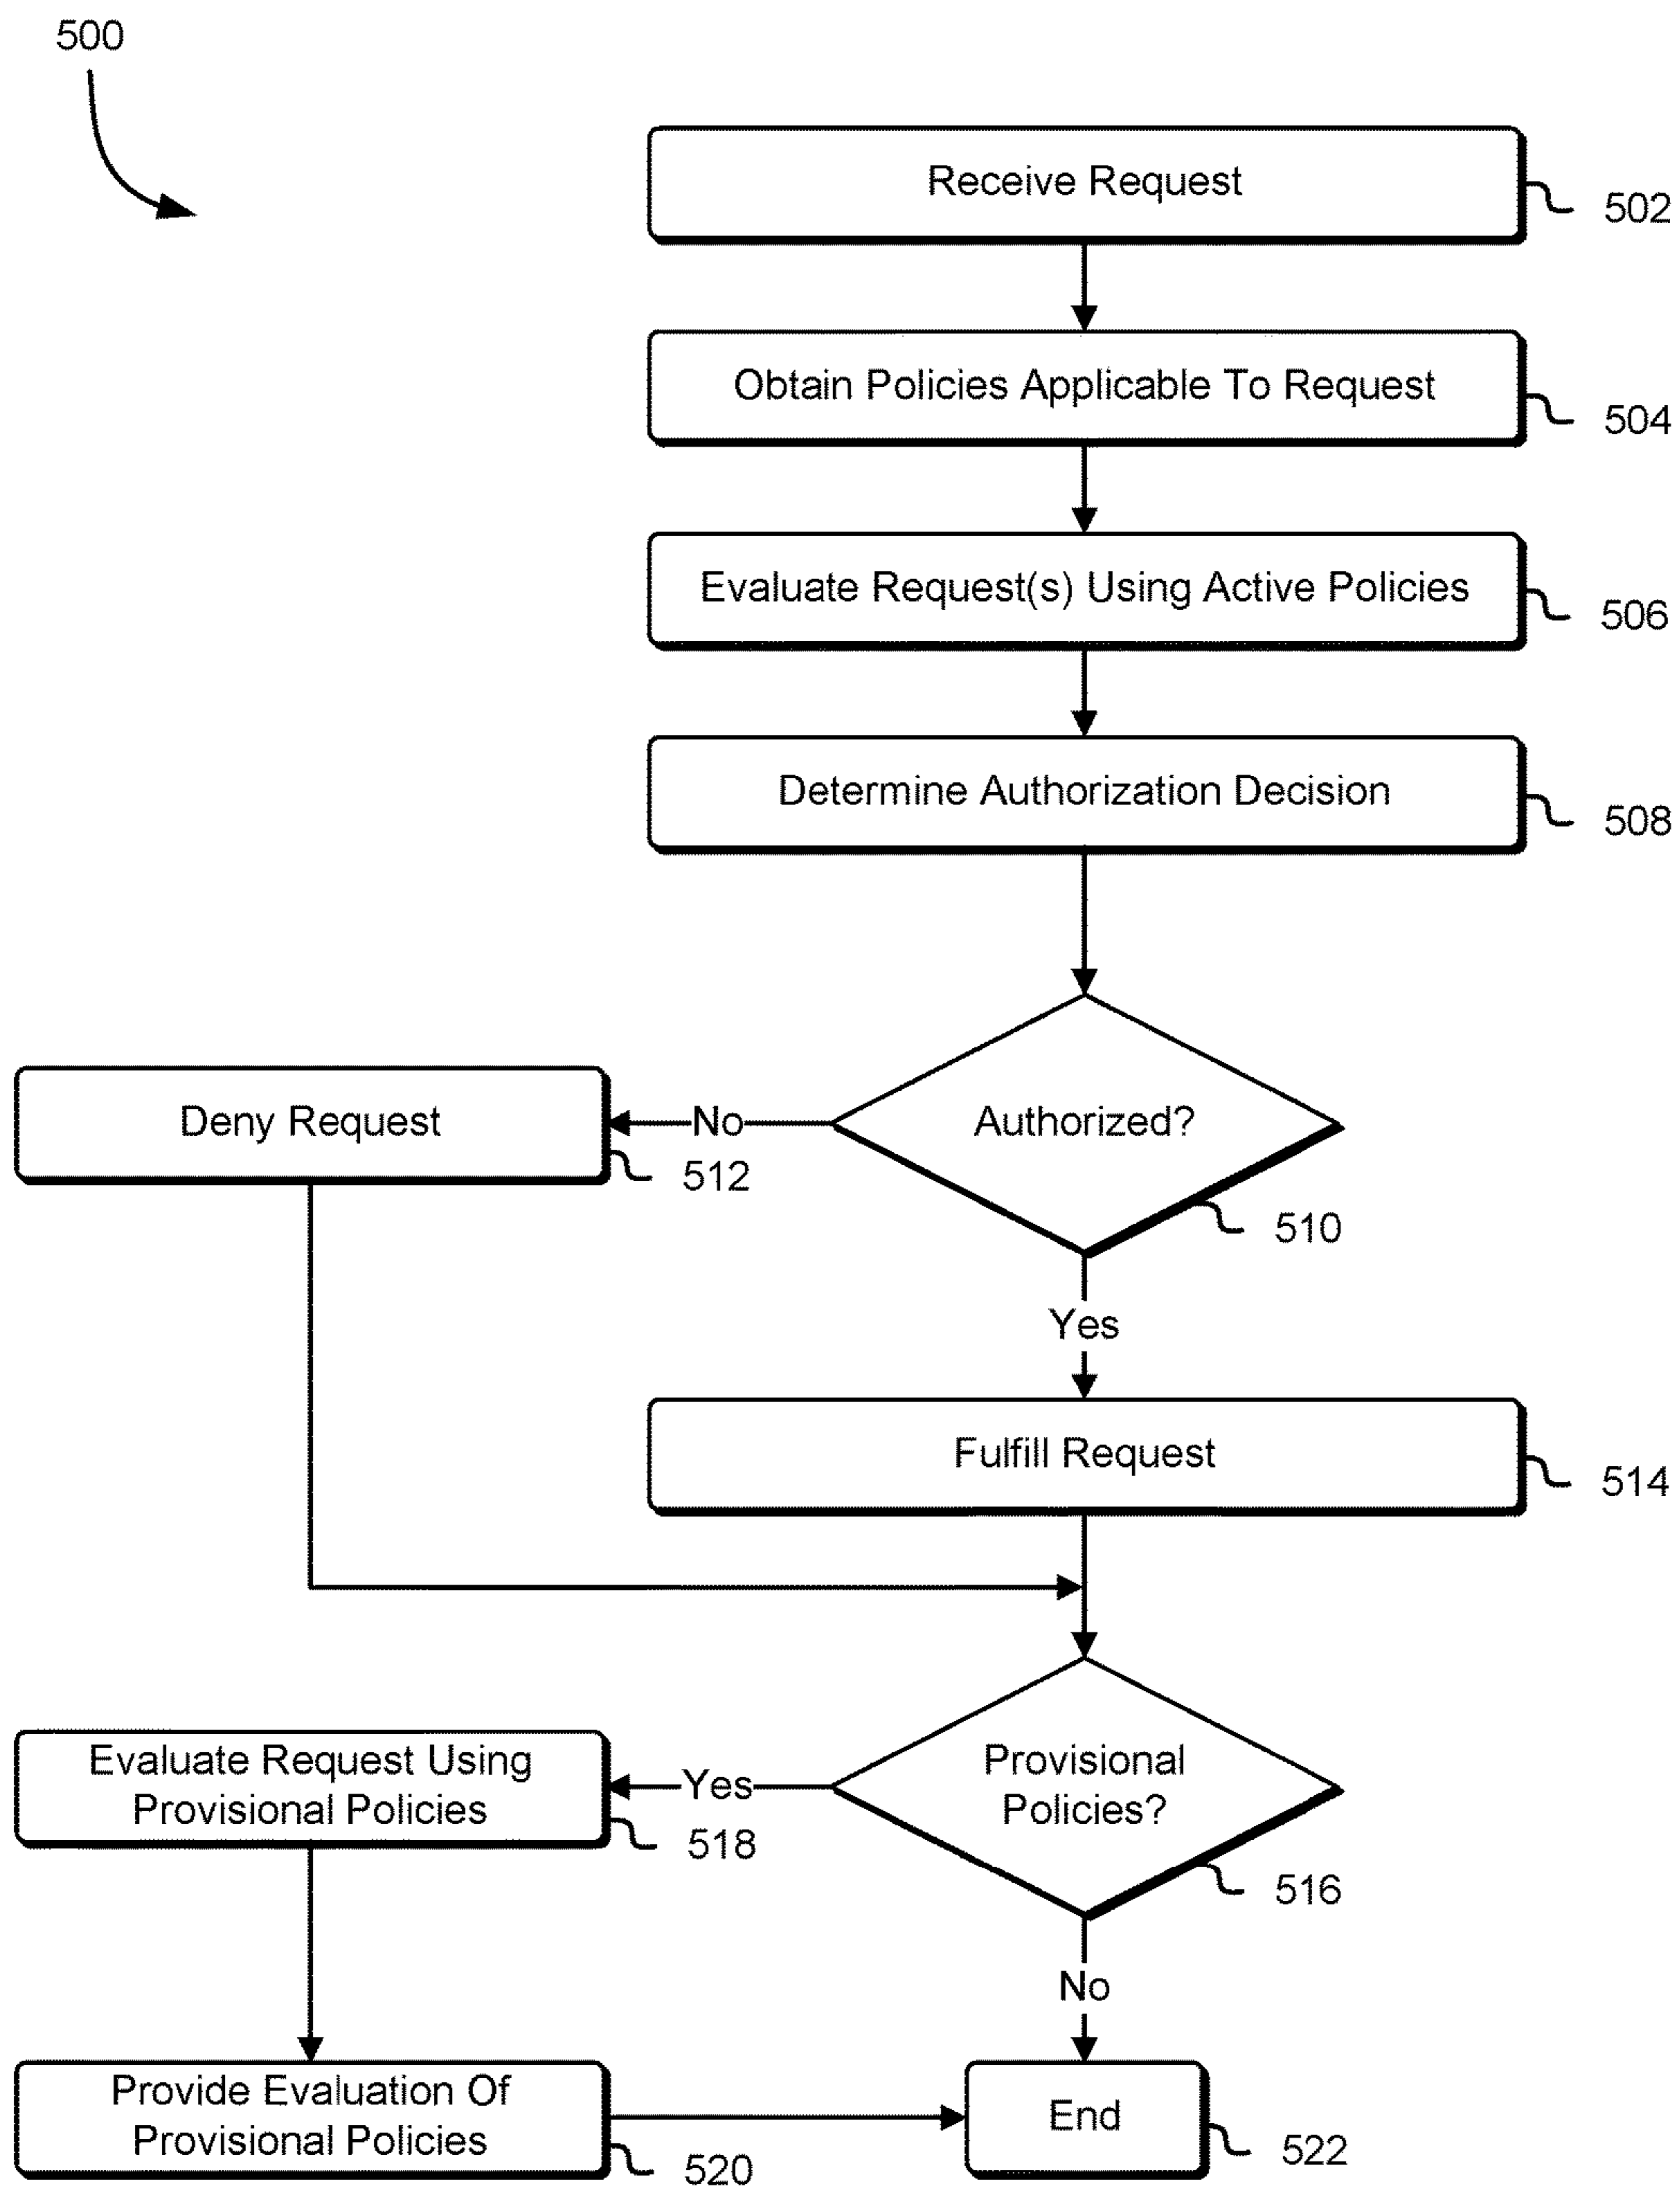 500
Receive Request
502
Obtain Policies Applicable To Request
504
Evaluate Request(s) Using Active Policies
506
Determine Authorization Decision
508
Deny Request
512
No
Authorized?
510
Yes
Fulfill Request
514
Evaluate Request Using
Provisional Policies
518
Yes
Provisional
Policies?
516
No
Provide Evaluation Of
Provisional Policies
520
End
522